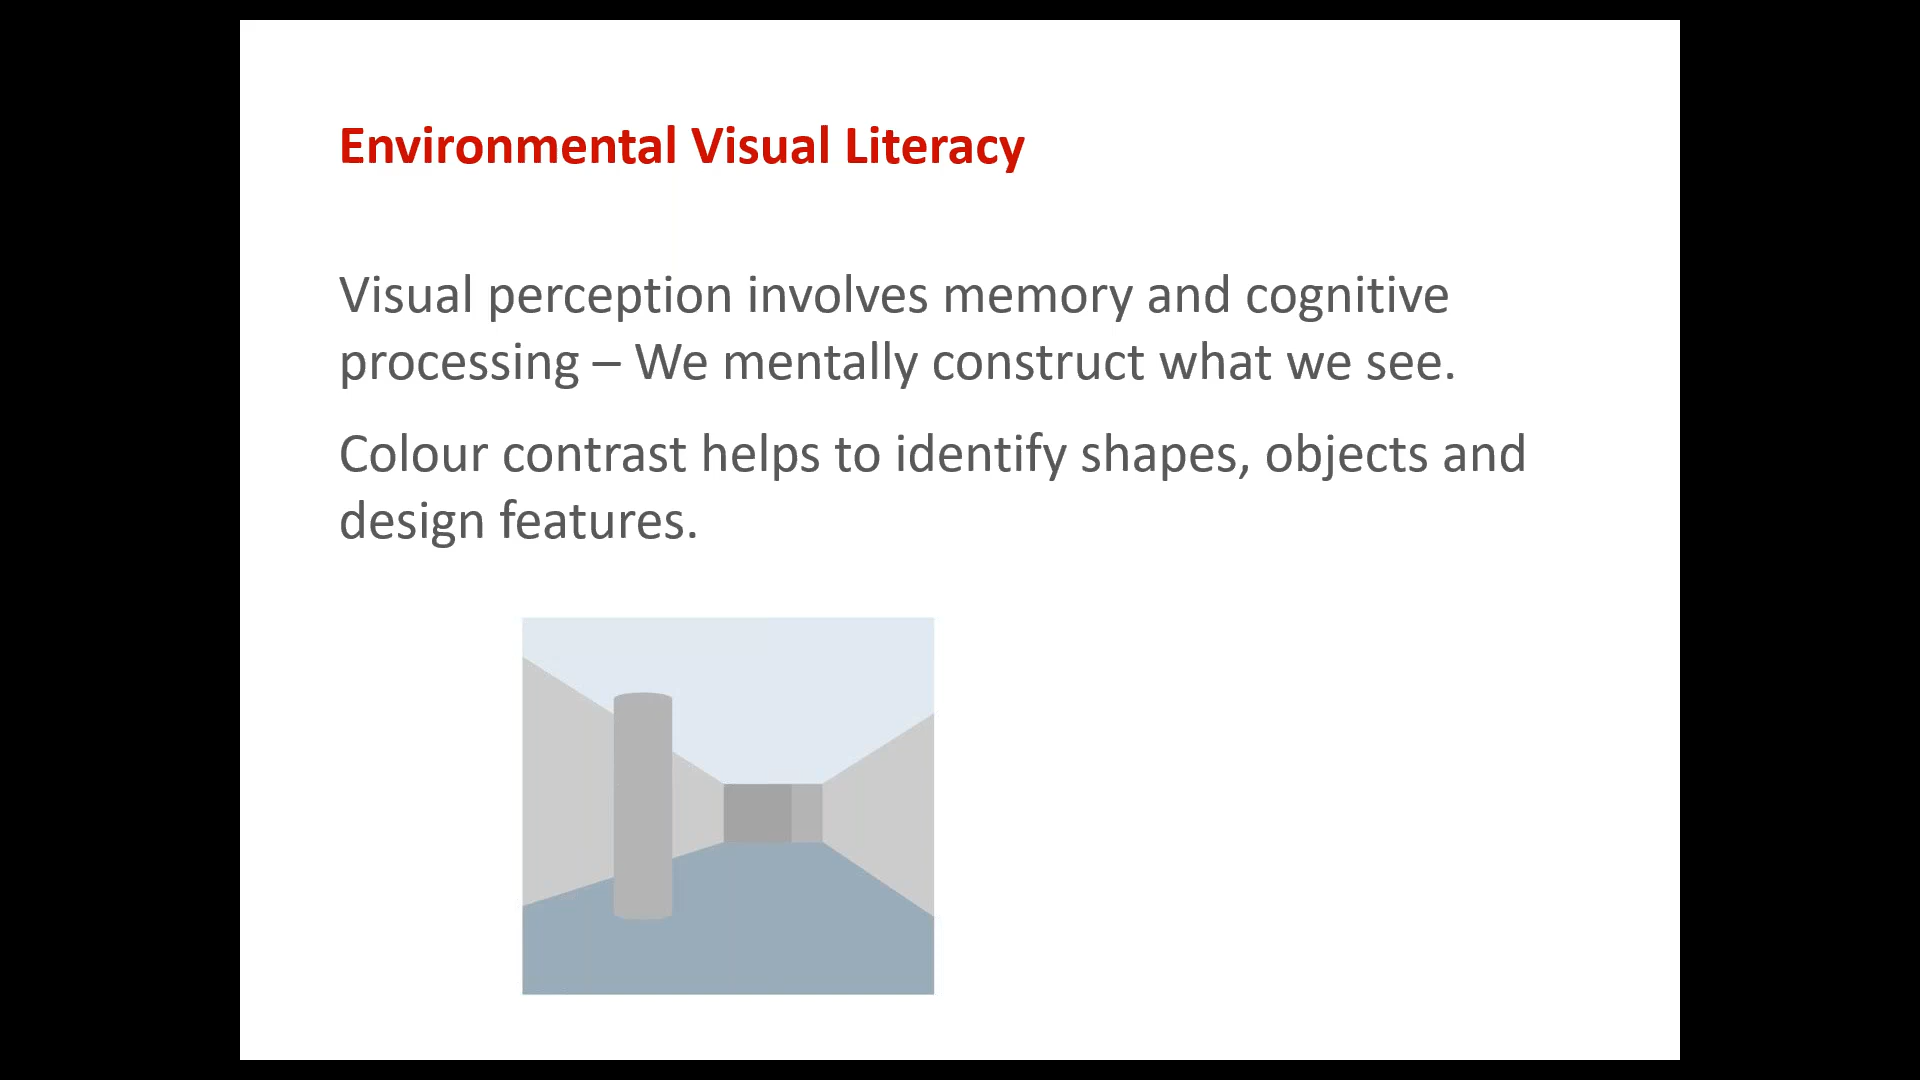 Environmental Visual Literacy
Visual perception involves memory and cognitive
processing – We mentally construct what we see.
Colour contrast helps to identify shapes, objects and
design features.